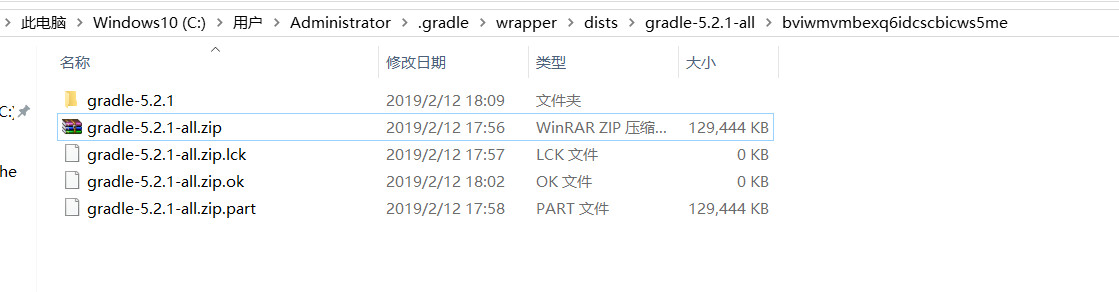 此电脑 > Windows10 (C:) > 用户 > Administrator > .gradle > wrapper > dists > gradle-5.2.1-all > bviwmvmbexq6idcscbicws5me
名称 修改日期 类型 大小
gradle-5.2.1 2019/2/12 18:09 文件夹
C:\
gradle-5.2.1-all.zip 2019/2/12 17:56 WinRAR ZIP 压缩... 129,444 KB
gradle-5.2.1-all.zip.lck 2019/2/12 17:57 LCK 文件 0 KB
he
gradle-5.2.1-all.zip.ok 2019/2/12 18:02 OK 文件 0 KB
gradle-5.2.1-all.zip.part 2019/2/12 17:58 PART 文件 129,444 KB